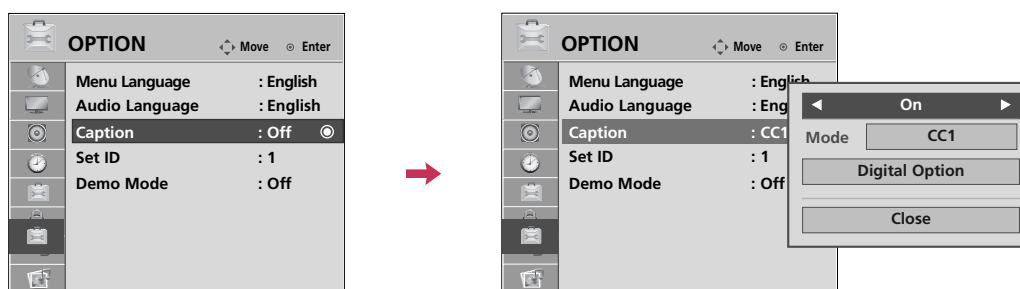 OPTION Move Enter
Menu Language : English
Audio Language : English
Caption : Off
Set ID : 1
Demo Mode : Off
OPTION Move Enter
Menu Language : English
Audio Language : Eng
Caption : CC1
Set ID : 1
Demo Mode : Off
On
Mode CC1
Digital Option
Close